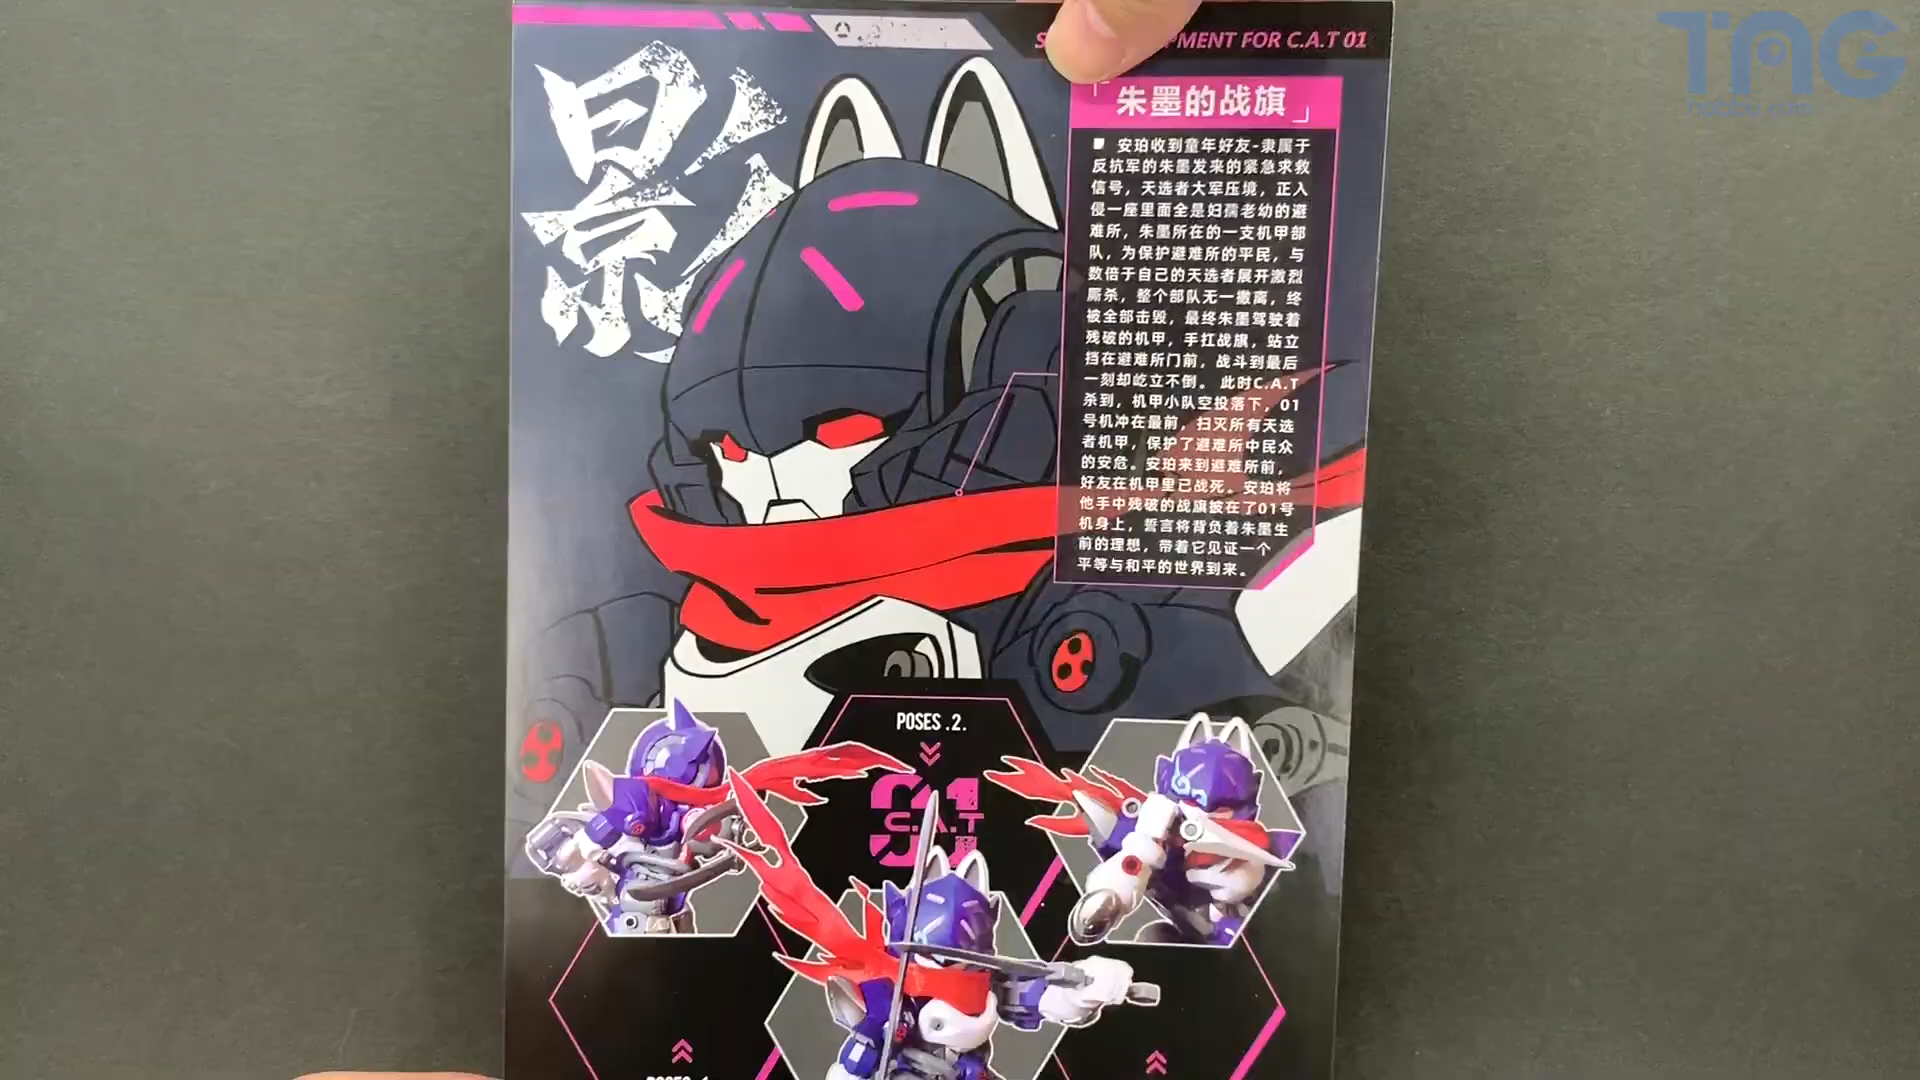 影
PMENT FOR C.A.T 01
TAG
「朱墨的战旗」
■ 安珀收到童年好友-隶属于
反抗军的朱墨发来的紧急求救
信号，天选者大军压境，正入
侵一座里面全是妇孺老幼的避
难所，朱墨所在的一支机甲部
队，为保护避难所的平民，与
数倍于自己的天选者展开激烈
厮杀，整个部队无一撤离，终
被全部击毁，最终朱墨驾驶着
残破的机甲，手扛战旗，站立
挡在避难所门前，战斗到最后
一刻却屹立不倒。 此时C.A.T
杀到，机甲小队空投落下，01
号机冲在最前，扫灭所有天选
者机甲，保护了避难所中民众
的安危。安珀来到避难所前，
好友在机甲里已战死。安珀将
他手中残破的战旗披在了01号
机身上，誓言将背负着朱墨生
前的理想，带着它见证一个
平等与和平的世界到来。
POSES .2.
01
C.A.T